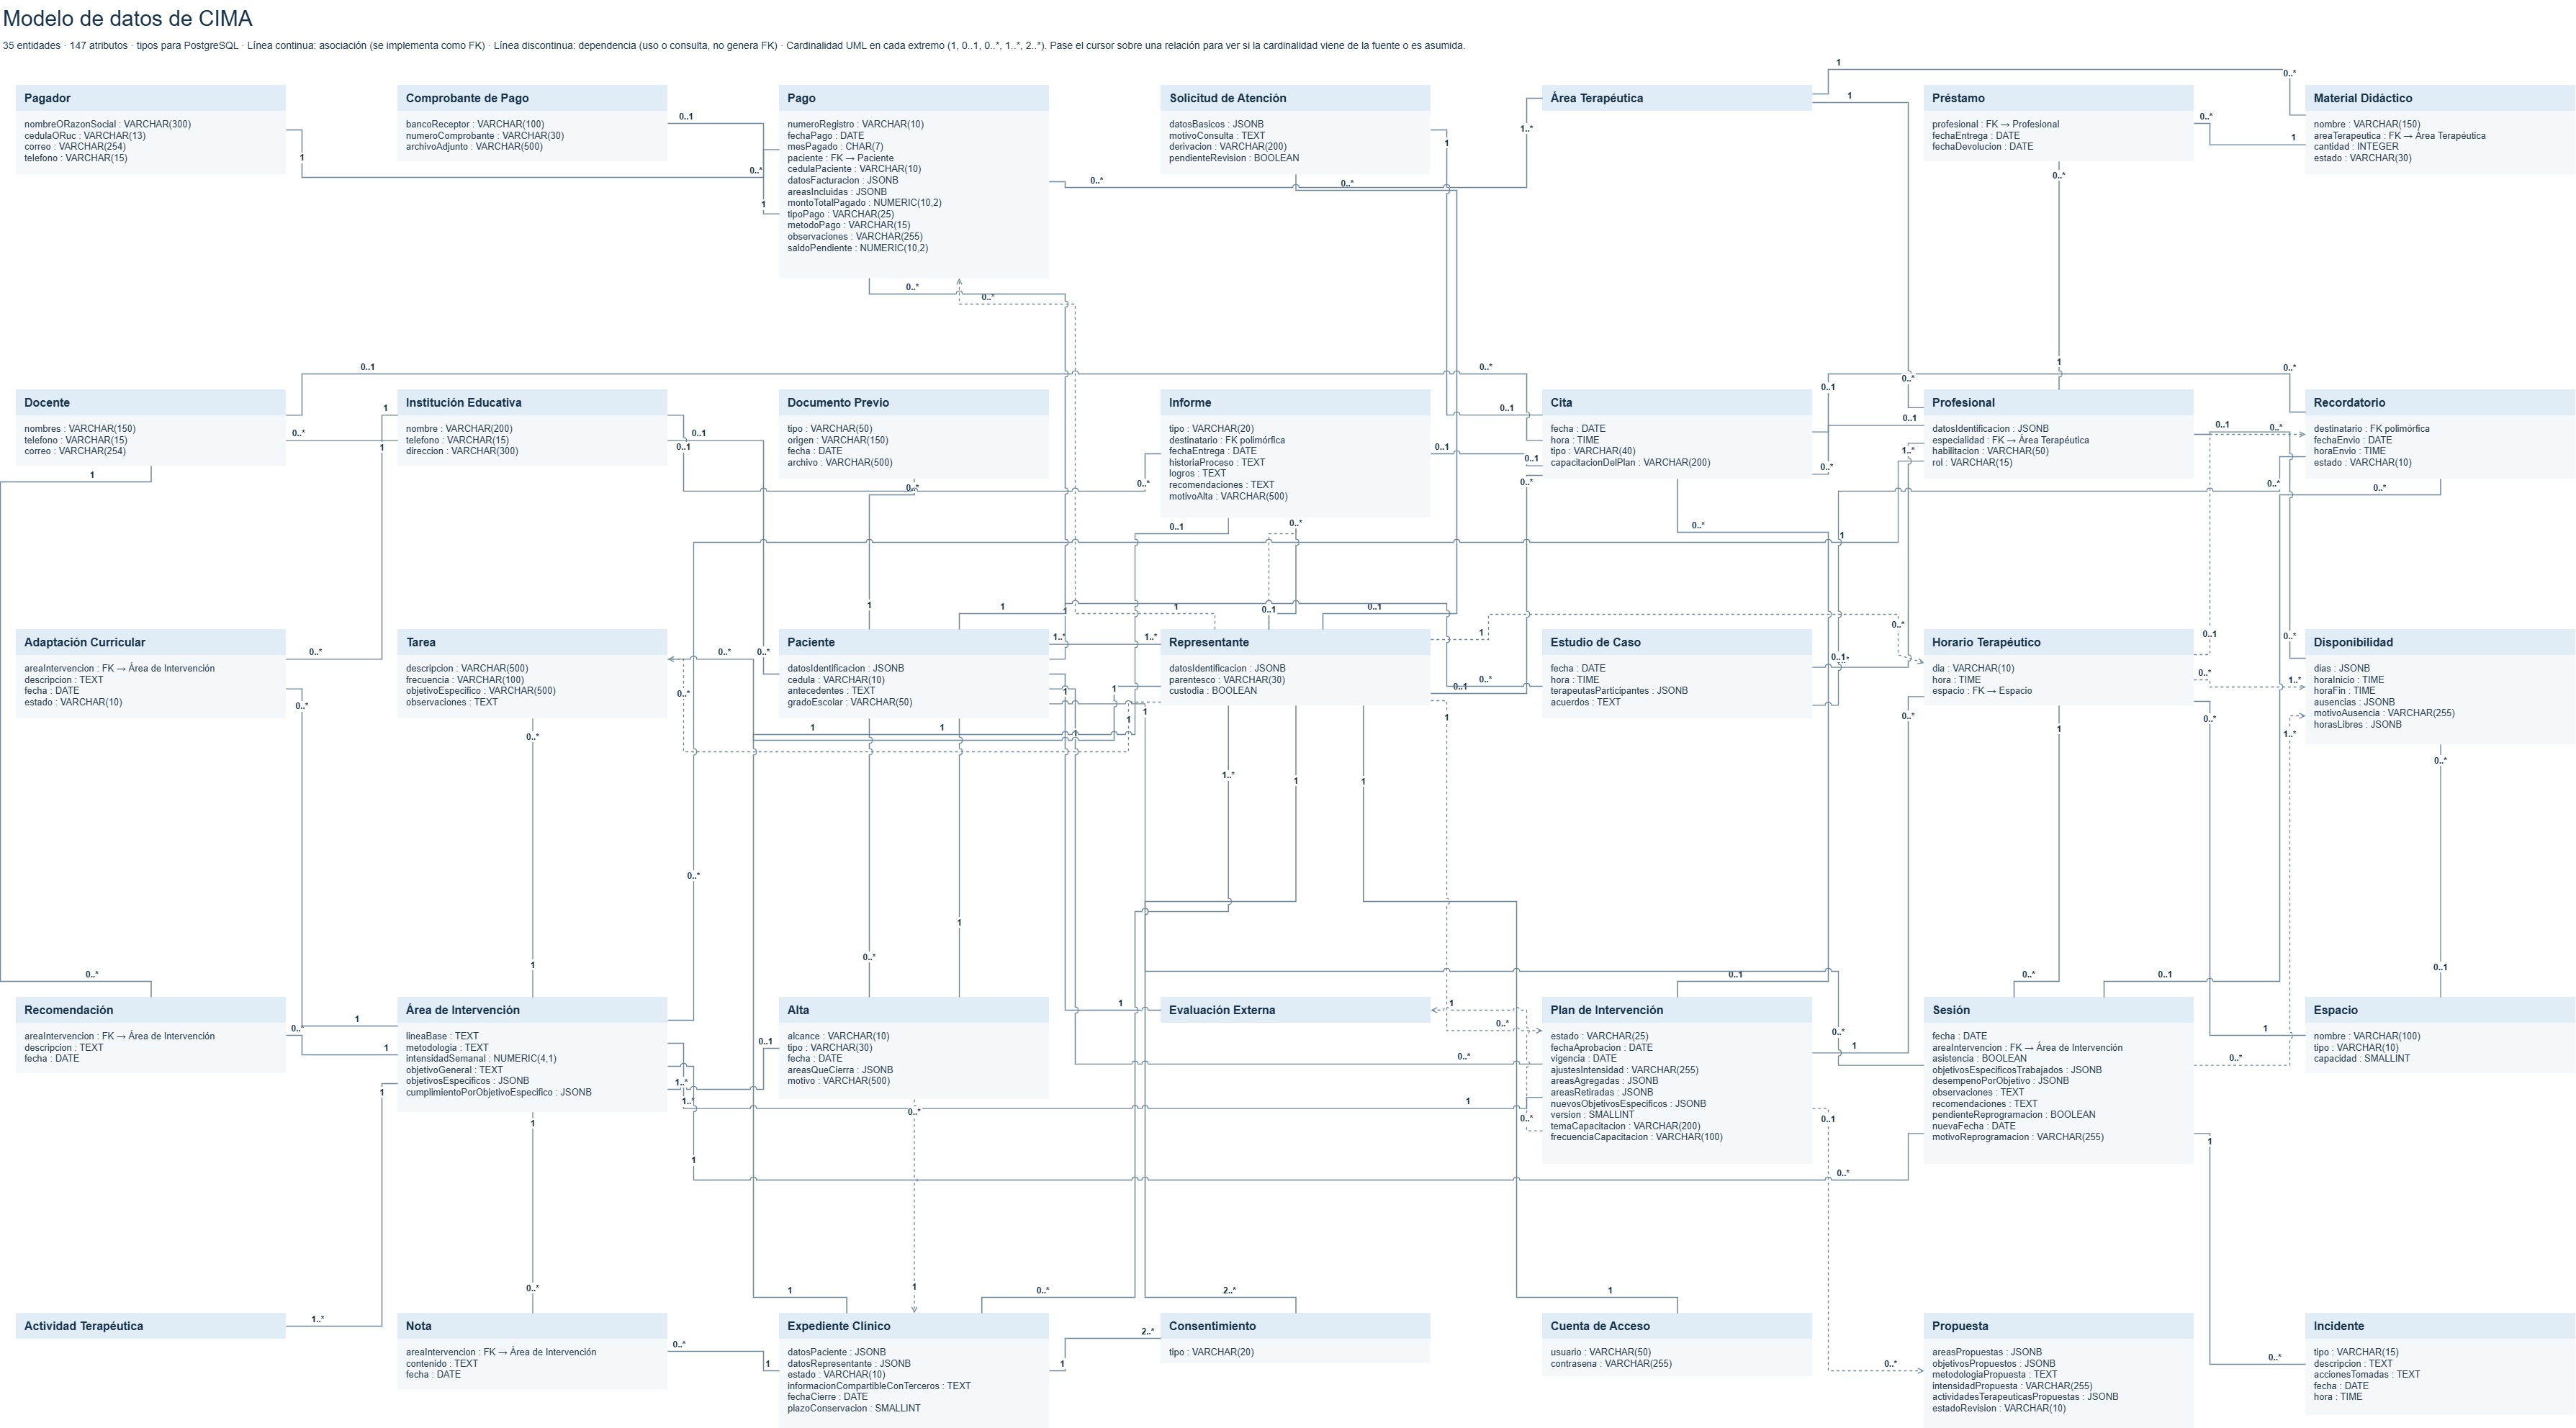 Modelo de datos de CIMA
35 entidades · 147 atributos · tipos para PostgreSQL · Línea continua: asociación (se implementa como FK) · Línea discontinua: dependencia (uso o consulta, no genera FK) · Cardinalidad UML en cada extremo (1, 0..1, 0..*, 1..*, 2..*). Pase el cursor sobre una relación para ver si la cardinalidad viene de la fuente o es asumida.
Pagador
nombreORazonSocial : VARCHAR(300)
cedulaORuc : VARCHAR(13)
correo : VARCHAR(254)
telefono : VARCHAR(15)
Comprobante de Pago
bancoReceptor : VARCHAR(100)
numeroComprobante : VARCHAR(30)
archivoAdjunto : VARCHAR(500)
Pago
numeroRegistro : VARCHAR(10)
fechaPago : DATE
mesPagado : CHAR(7)
paciente : FK → Paciente
cedulaPaciente : VARCHAR(10)
datosFacturacion : JSONB
areasIncluidas : JSONB
montoTotalPagado : NUMERIC(10,2)
tipoPago : VARCHAR(25)
metodoPago : VARCHAR(15)
observaciones : VARCHAR(255)
saldoPendiente : NUMERIC(10,2)
Solicitud de Atención
datosBasicos : JSONB
motivoConsulta : TEXT
derivacion : VARCHAR(200)
pendienteRevision : BOOLEAN
Área Terapéutica
Préstamo
profesional : FK → Profesional
fechaEntrega : DATE
fechaDevolucion : DATE
Material Didáctico
nombre : VARCHAR(150)
areaTerapeutica : FK → Área Terapéutica
cantidad : INTEGER
estado : VARCHAR(30)
Docente
nombres : VARCHAR(150)
telefono : VARCHAR(15)
correo : VARCHAR(254)
Institución Educativa
nombre : VARCHAR(200)
telefono : VARCHAR(15)
direccion : VARCHAR(300)
Documento Previo
tipo : VARCHAR(50)
origen : VARCHAR(150)
fecha : DATE
archivo : VARCHAR(500)
Informe
tipo : VARCHAR(20)
destinatario : FK polimórfica
fechaEntrega : DATE
historiaProceso : TEXT
logros : TEXT
recomendaciones : TEXT
motivoAlta : VARCHAR(500)
Cita
fecha : DATE
hora : TIME
tipo : VARCHAR(40)
capacitacionDelPlan : VARCHAR(200)
Profesional
datosIdentificacion : JSONB
especialidad : FK → Área Terapéutica
habilitacion : VARCHAR(50)
rol : VARCHAR(15)
Recordatorio
destinatario : FK polimórfica
fechaEnvio : DATE
horaEnvio : TIME
estado : VARCHAR(10)
Adaptación Curricular
areaIntervencion : FK → Área de Intervención
descripcion : TEXT
fecha : DATE
estado : VARCHAR(10)
Tarea
descripcion : VARCHAR(500)
frecuencia : VARCHAR(100)
objetivoEspecifico : VARCHAR(500)
observaciones : TEXT
Paciente
datosIdentificacion : JSONB
cedula : VARCHAR(10)
antecedentes : TEXT
gradoEscolar : VARCHAR(50)
Representante
datosIdentificacion : JSONB
parentesco : VARCHAR(30)
custodia : BOOLEAN
Estudio de Caso
fecha : DATE
hora : TIME
terapeutasParticipantes : JSONB
acuerdos : TEXT
Horario Terapéutico
dia : VARCHAR(10)
hora : TIME
espacio : FK → Espacio
Disponibilidad
dias : JSONB
horaInicio : TIME
horaFin : TIME
ausencias : JSONB
motivoAusencia : VARCHAR(255)
horasLibres : JSONB
Recomendación
areaIntervencion : FK → Área de Intervención
descripcion : TEXT
fecha : DATE
Área de Intervención
lineaBase : TEXT
metodologia : TEXT
intensidadSemanal : NUMERIC(4,1)
objetivoGeneral : TEXT
objetivosEspecificos : JSONB
cumplimientoPorObjetivoEspecifico : JSONB
Alta
alcance : VARCHAR(10)
tipo : VARCHAR(30)
fecha : DATE
areasQueCierra : JSONB
motivo : VARCHAR(500)
Evaluación Externa
Plan de Intervención
estado : VARCHAR(25)
fechaAprobacion : DATE
vigencia : DATE
ajustesIntensidad : VARCHAR(255)
areasAgregadas : JSONB
areasRetiradas : JSONB
nuevosObjetivosEspecificos : JSONB
version : SMALLINT
temaCapacitacion : VARCHAR(200)
frecuenciaCapacitacion : VARCHAR(100)
Sesión
fecha : DATE
areaIntervencion : FK → Área de Intervención
asistencia : BOOLEAN
objetivosEspecificosTrabajados : JSONB
desempenoPorObjetivo : JSONB
observaciones : TEXT
recomendaciones : TEXT
pendienteReprogramacion : BOOLEAN
nuevaFecha : DATE
motivoReprogramacion : VARCHAR(255)
Espacio
nombre : VARCHAR(100)
tipo : VARCHAR(10)
capacidad : SMALLINT
Actividad Terapéutica
Nota
areaIntervencion : FK → Área de Intervención
contenido : TEXT
fecha : DATE
Expediente Clínico
datosPaciente : JSONB
datosRepresentante : JSONB
estado : VARCHAR(10)
informacionCompartibleConTerceros : TEXT
fechaCierre : DATE
plazoConservacion : SMALLINT
Consentimiento
tipo : VARCHAR(20)
Cuenta de Acceso
usuario : VARCHAR(50)
contrasena : VARCHAR(255)
Propuesta
areasPropuestas : JSONB
objetivosPropuestos : JSONB
metodologiaPropuesta : TEXT
intensidadPropuesta : VARCHAR(255)
actividadesTerapeuticasPropuestas : JSONB
estadoRevision : VARCHAR(10)
Incidente
tipo : VARCHAR(15)
descripcion : TEXT
accionesTomadas : TEXT
fecha : DATE
hora : TIME